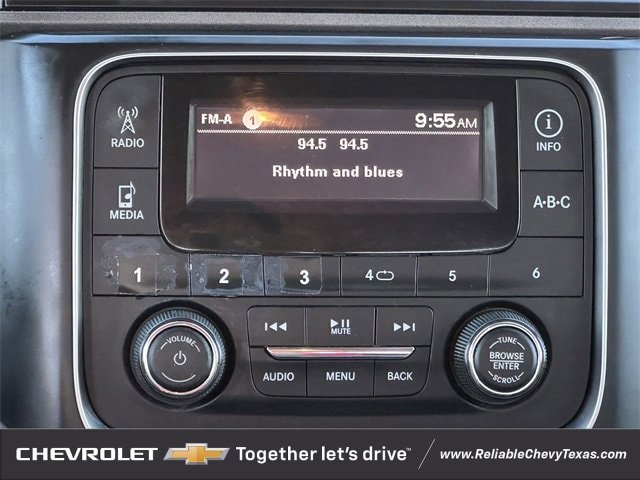 FM-A 1 9:55AM
94.5 94.5
Rhythm and blues
RADIO
INFO
MEDIA
A·B·C
1 2 3 4 5 6
MUTE
VOLUME
AUDIO MENU BACK
TUNE
BROWSE
ENTER
SCROLL
CHEVROLET Together let's drive™ www.ReliableChevyTexas.com